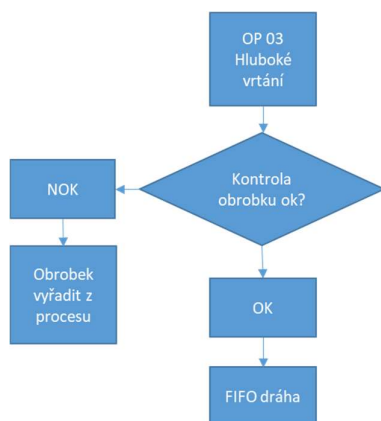 OP 03
Hluboké
vrtání
Kontrola
obrobku ok?
NOK
Obrobek
vyřadit z
procesu
OK
FIFO dráha